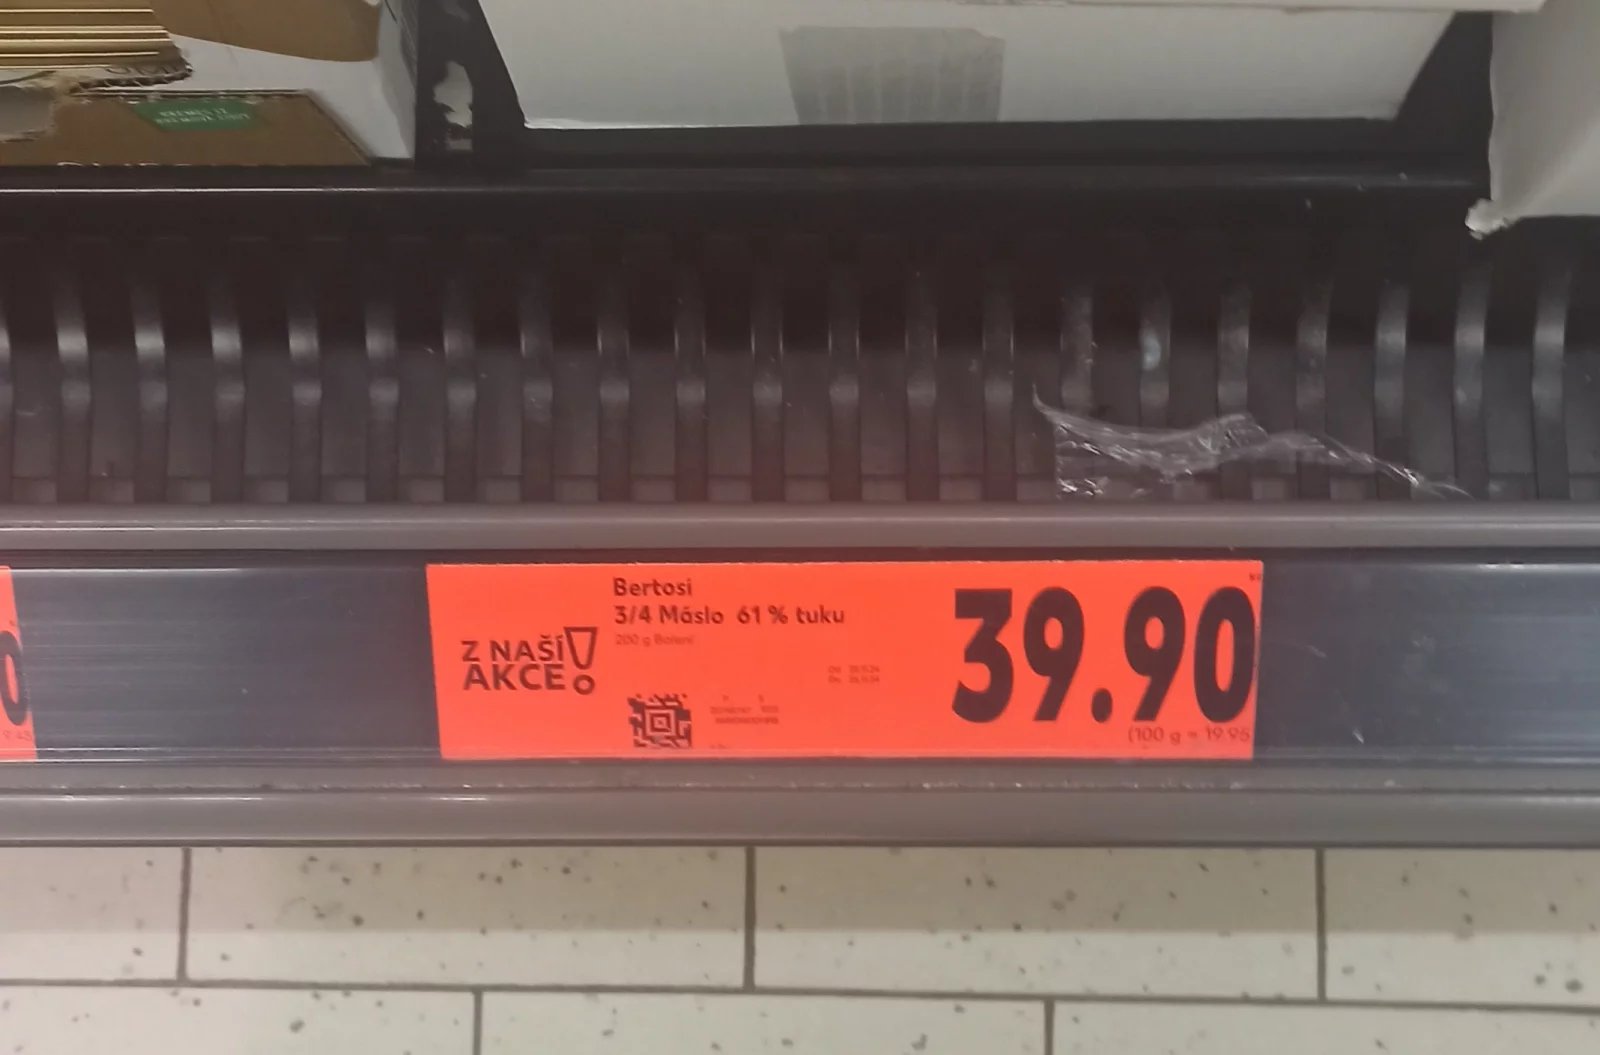 Z NAŠÍ
AKCE!
Bertosi
3/4 Máslo 61 % tuku
200 g Balení
39.90
(100 g = 19.95